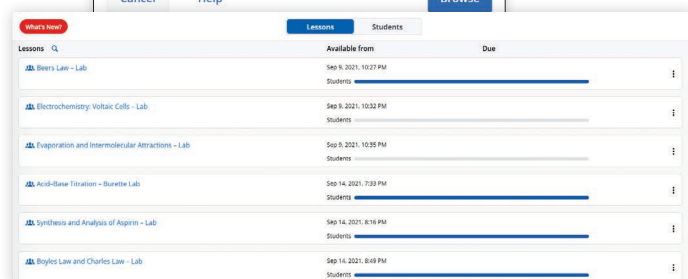 Cancel Help Browse
What's New? Lessons Students
Lessons Available from Due
Beers Law – Lab Sep 9, 2021, 10:27 PM
Students
Electrochemistry: Voltaic Cells – Lab Sep 9, 2021, 10:32 PM
Students
Evaporation and Intermolecular Attractions – Lab Sep 9, 2021, 10:35 PM
Students
Acid–Base Titration – Burette Lab Sep 14, 2021, 7:33 PM
Students
Synthesis and Analysis of Aspirin – Lab Sep 14, 2021, 8:16 PM
Students
Boyles Law and Charles Law – Lab Sep 14, 2021, 8:49 PM
Students